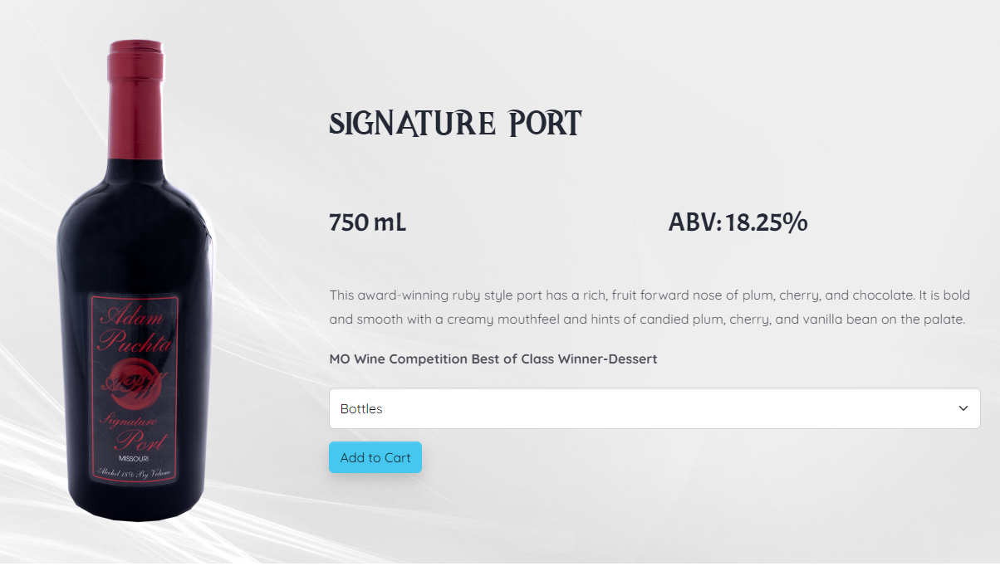 SIGNATURE PORT
750 mL
ABV: 18.25%
This award-winning ruby style port has a rich, fruit forward nose of plum, cherry, and chocolate. It is bold
and smooth with a creamy mouthfeel and hints of candied plum, cherry, and vanilla bean on the palate.
MO Wine Competition Best of Class Winner-Dessert
Bottles
Add to Cart
Adam
Puchta
APW
Signature
Port
MISSOURI
Alcohol 18% By Volume